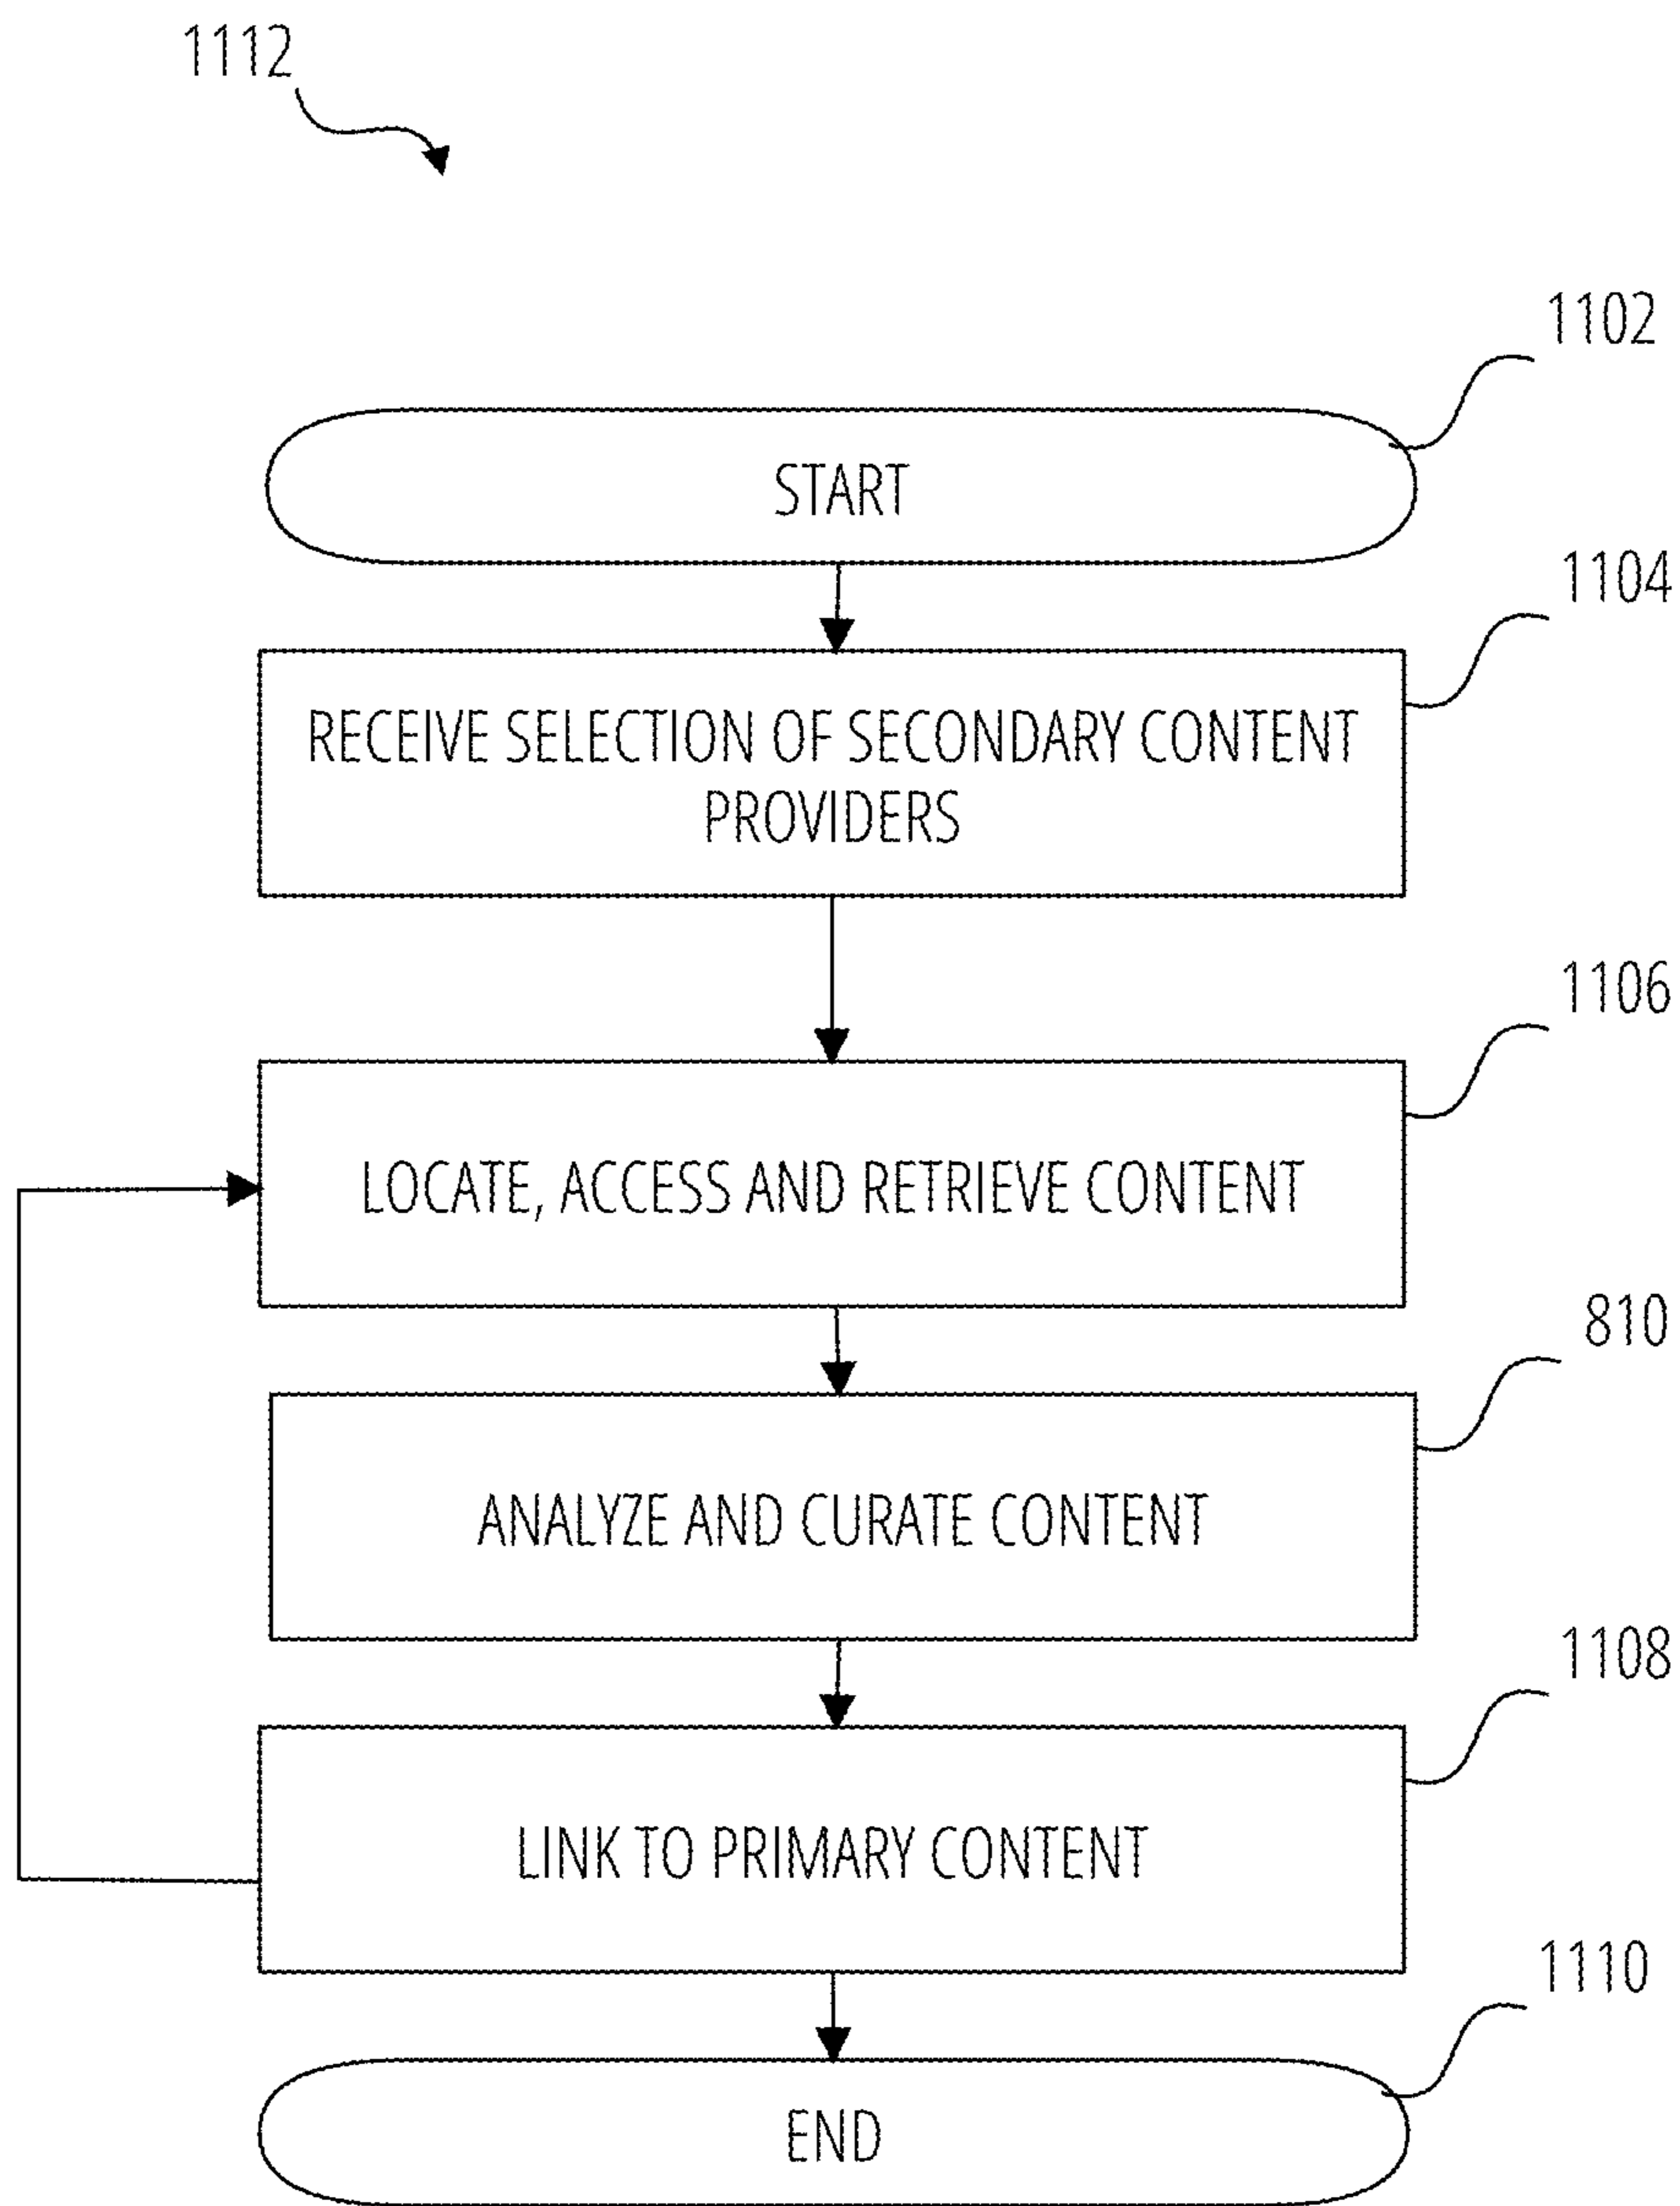 1112
1102
START
1104
RECEIVE SELECTION OF SECONDARY CONTENT
PROVIDERS
1106
LOCATE, ACCESS AND RETRIEVE CONTENT
810
ANALYZE AND CURATE CONTENT
1108
LINK TO PRIMARY CONTENT
1110
END